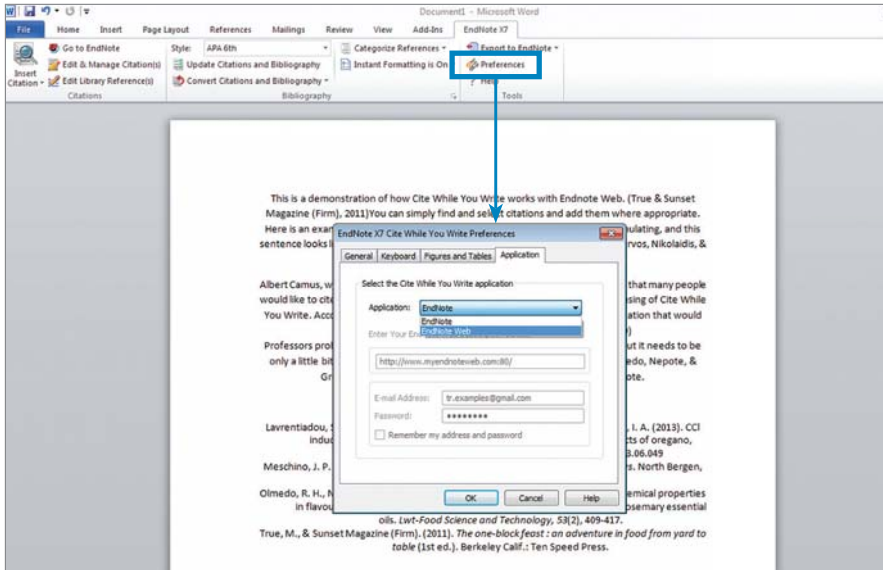 Document1 - Microsoft Word
File Home Insert Page Layout References Mailings Review View Add-Ins EndNote X7
Go to EndNote Style: APA 6th Categorize References Export to EndNote
Insert Citation Edit & Manage Citation(s) Update Citations and Bibliography Instant Formatting is On Preferences
Edit Library Reference(s) Convert Citations and Bibliography Help
Citations Bibliography Tools
This is a demonstration of how Cite While You Write works with Endnote Web. (True & Sunset
Magazine (Firm), 2011)You can simply find and select citations and add them where appropriate.
Here is an ulating, and this
sentence looks rvos, Nikolaidis, &
EndNote X7 Cite While You Write Preferences
General Keyboard Figures and Tables Application
Albert Camus, w Select the Cite While You Write application that many people
would like to cite Application: EndNote sing of Cite While
You Write. EndNote ation that would
EndNote Web
Enter Your
Professors ut it needs to be
only a little bit http://www.myendnoteweb.com:80/ edo, Nepote, &
Gr ote.
E-mail Address: tr.examples@gmail.com
Password: ********
Lavrentiadou, , I. A. (2013). CCl
induc Remember my address and password ts of oregano,
3.06.049
Meschino, J. P. s. North Bergen,
OK Cancel Help
Olmedo, R. H., N emical properties
in flavou osemary essential
oils. Lwt-Food Science and Technology, 53(2), 409-417.
True, M., & Sunset Magazine (Firm). (2011). The one-block feast : an adventure in food from yard to
table (1st ed.). Berkeley Calif.: Ten Speed Press.